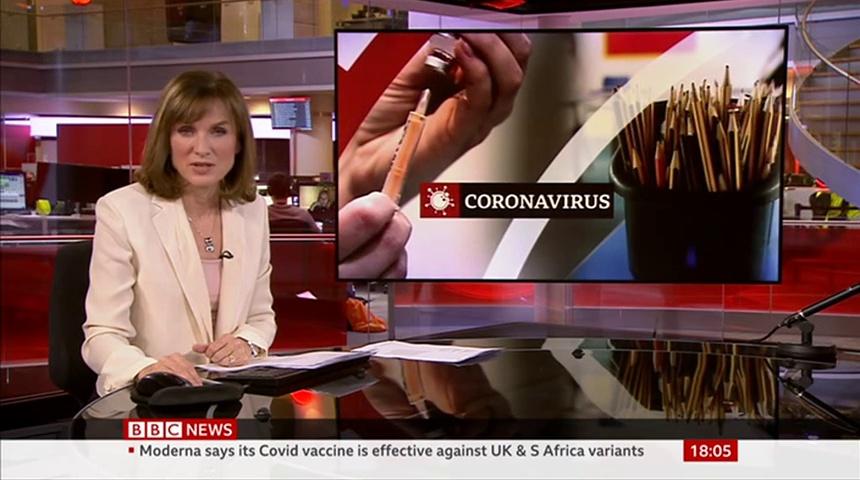 CORONAVIRUS
BBC NEWS
Moderna says its Covid vaccine is effective against UK & S Africa variants
18:05